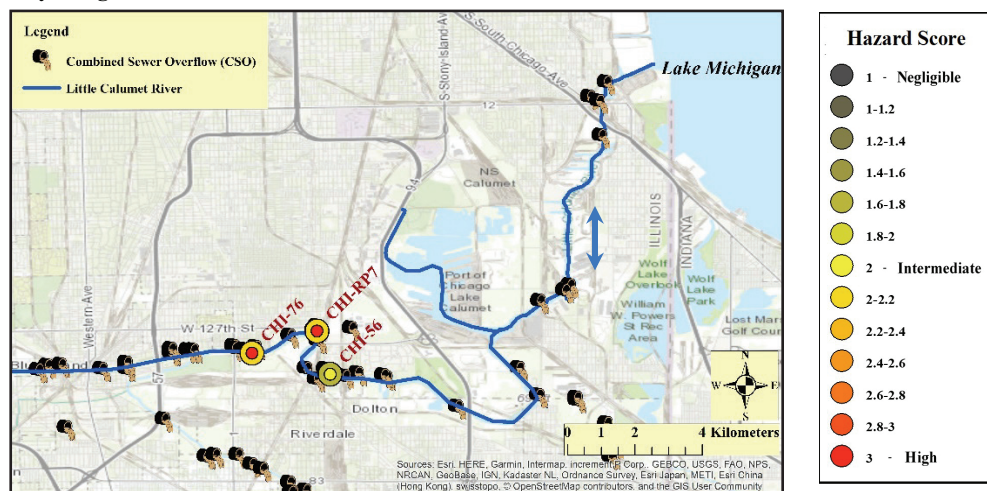 Legend
Combined Sewer Overflow (CSO)
Little Calumet River
S South Chicago Ave
Lake Michigan
S-Stony-Island-Ave
12
94
NS
Calumet
ILLINOIS
INDIANA
Western Ave
W-127th-St
CHI-76
CHI-RP7
CHI-56
Port of
Chicago
Lake
Calumet
Wolf
Lake
Overbok
Wolf
Lake
Park
William
W. Powers
St Rec
Area
Lost Mar
Golf Cou
57
Dolton
Riverdale
83
N
W
E
S
0 1 2 4 Kilometers
Sources: Esri, HERE, Garmin, Intermap, increment P Corp., GEBCO, USGS, FAO, NPS,
NRCAN, GeoBase, IGN, Kadaster NL, Ordnance Survey, Esri Japan, METI, Esri China
(Hong Kong), swisstopo, © OpenStreetMap contributors, and the GIS User Community
Hazard Score
1 - Negligible
1-1.2
1.2-1.4
1.4-1.6
1.6-1.8
1.8-2
2 - Intermediate
2-2.2
2.2-2.4
2.4-2.6
2.6-2.8
2.8-3
3 - High